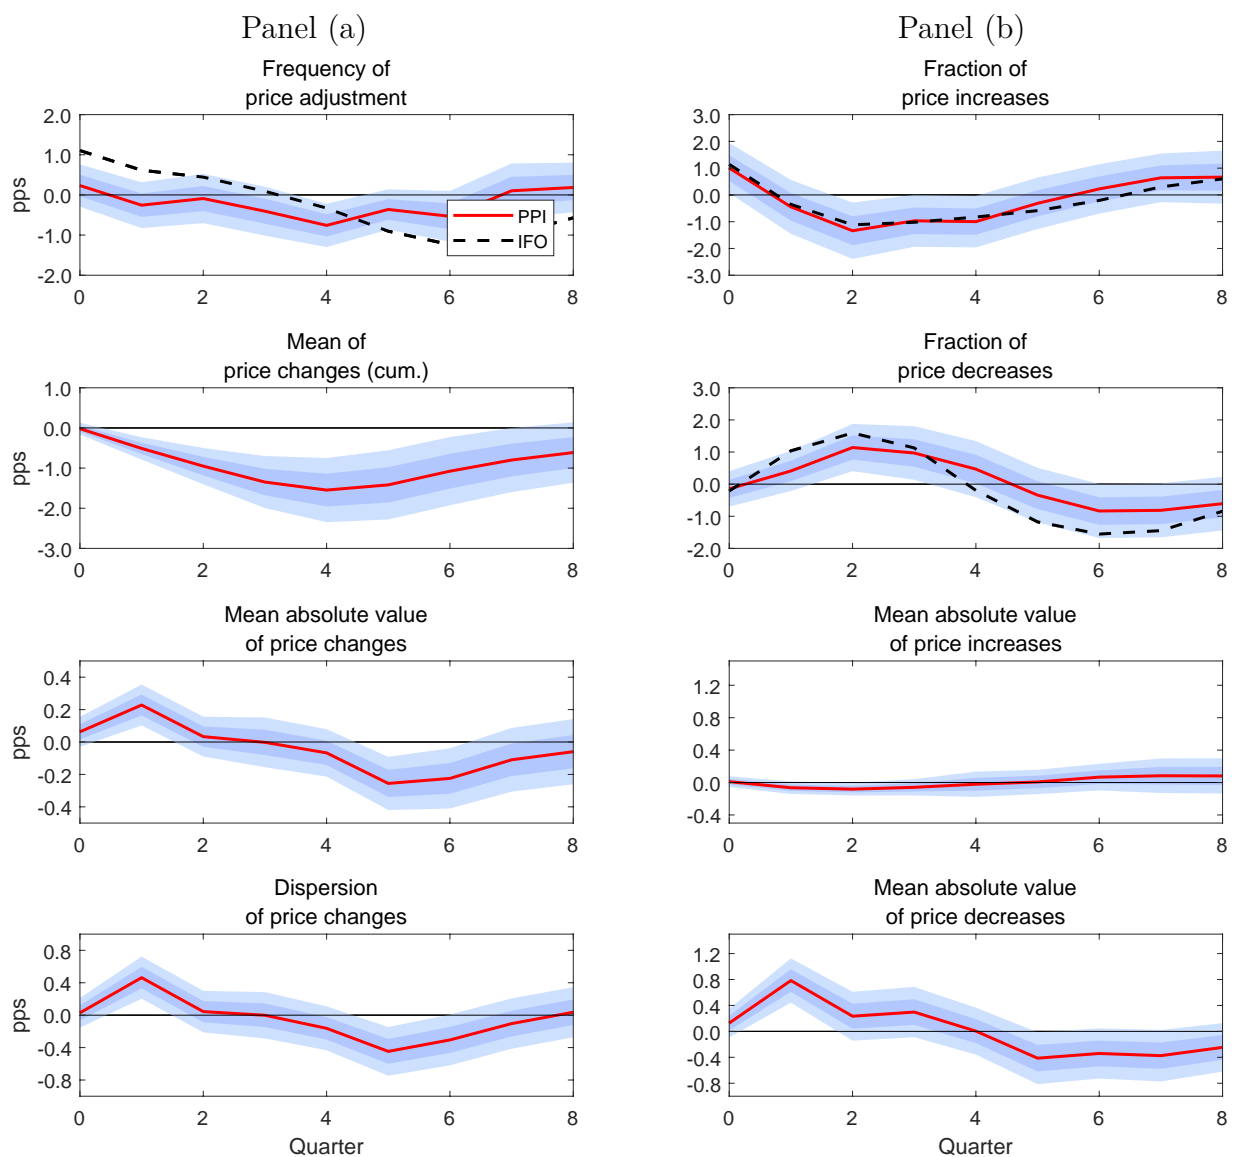 Panel (a)
Panel (b)
Frequency of
price adjustment
2.0
1.0
0.0
-1.0
-2.0
pps
0 2 4 6 8
PPI
IFO
Fraction of
price increases
3.0
2.0
1.0
0.0
-1.0
-2.0
-3.0
0 2 4 6 8
Mean of
price changes (cum.)
1.0
0.0
-1.0
-2.0
-3.0
pps
0 2 4 6 8
Fraction of
price decreases
3.0
2.0
1.0
0.0
-1.0
-2.0
0 2 4 6 8
Mean absolute value
of price changes
0.4
0.2
0.0
-0.2
-0.4
pps
0 2 4 6 8
Mean absolute value
of price increases
1.2
0.8
0.4
0.0
-0.4
0 2 4 6 8
Dispersion
of price changes
0.8
0.4
0.0
-0.4
-0.8
pps
0 2 4 6 8
Quarter
Mean absolute value
of price decreases
1.2
0.8
0.4
0.0
-0.4
-0.8
0 2 4 6 8
Quarter